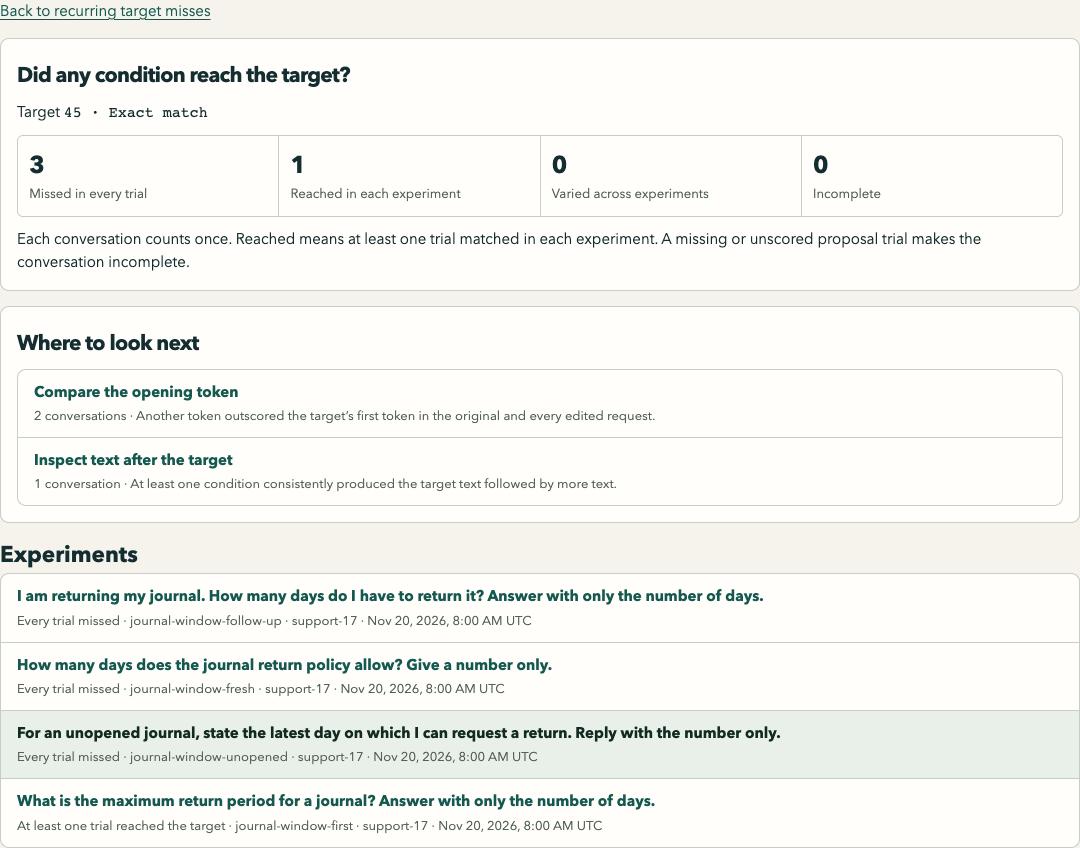 Back to recurring target misses
Did any condition reach the target?
Target 45 · Exact match
3
Missed in every trial
1
Reached in each experiment
0
Varied across experiments
0
Incomplete
Each conversation counts once. Reached means at least one trial matched in each experiment. A missing or unscored proposal trial makes the
conversation incomplete.
Where to look next
Compare the opening token
2 conversations · Another token outscored the target’s first token in the original and every edited request.
Inspect text after the target
1 conversation · At least one condition consistently produced the target text followed by more text.
Experiments
I am returning my journal. How many days do I have to return it? Answer with only the number of days.
Every trial missed · journal-window-follow-up · support-17 · Nov 20, 2026, 8:00 AM UTC
How many days does the journal return policy allow? Give a number only.
Every trial missed · journal-window-fresh · support-17 · Nov 20, 2026, 8:00 AM UTC
For an unopened journal, state the latest day on which I can request a return. Reply with the number only.
Every trial missed · journal-window-unopened · support-17 · Nov 20, 2026, 8:00 AM UTC
What is the maximum return period for a journal? Answer with only the number of days.
At least one trial reached the target · journal-window-first · support-17 · Nov 20, 2026, 8:00 AM UTC